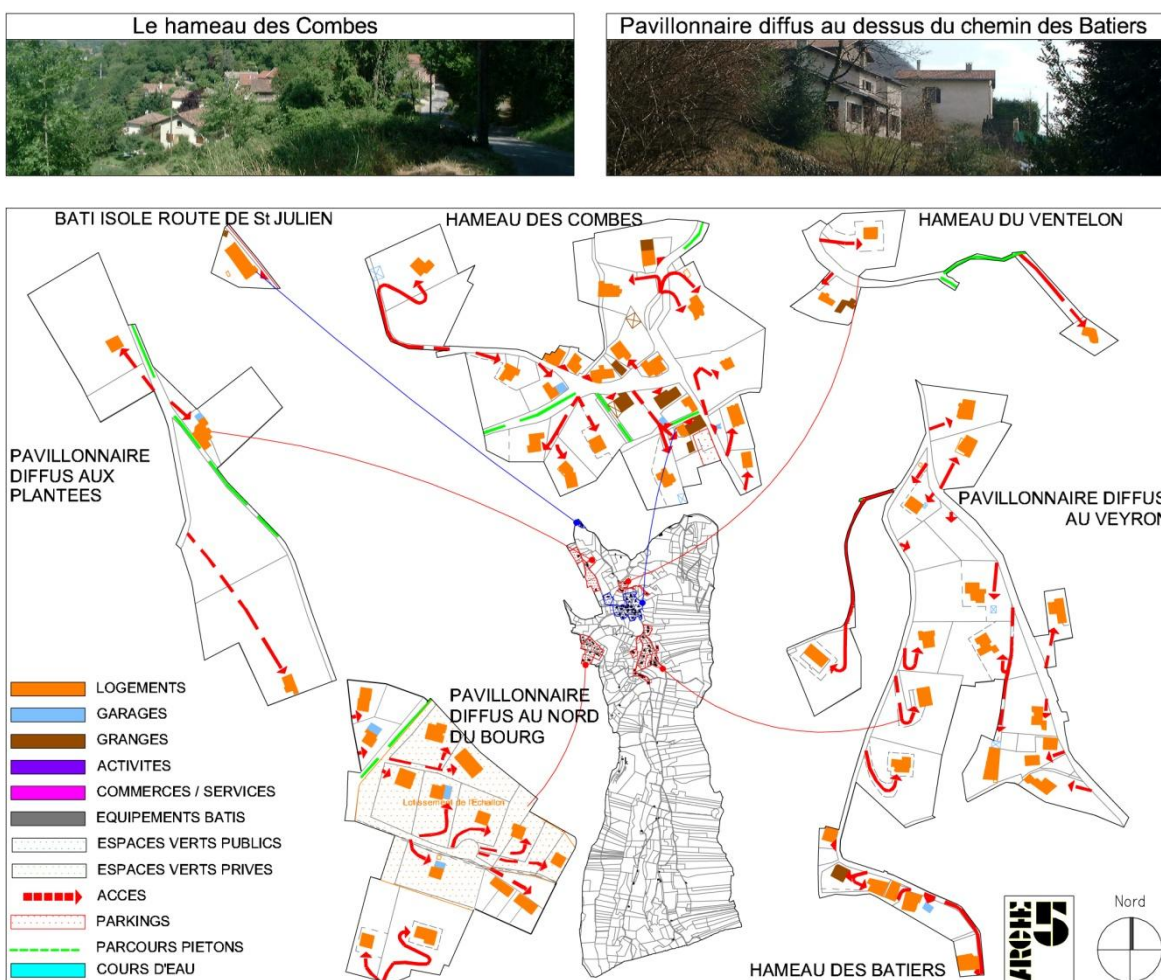 Le hameau des Combes
Pavillonnaire diffus au dessus du chemin des Batiers
BATI ISOLE ROUTE DE St JULIEN
HAMEAU DES COMBES
HAMEAU DU VENTELON
PAVILLONNAIRE
DIFFUS AUX
PLANTEES
PAVILLONNAIRE DIFFUS
AU VEYRON
PAVILLONNAIRE
DIFFUS AU NORD
DU BOURG
Lotissement de l'Echaillon
LOGEMENTS
GARAGES
GRANGES
ACTIVITES
COMMERCES / SERVICES
EQUIPEMENTS BATIS
ESPACES VERTS PUBLICS
ESPACES VERTS PRIVES
ACCES
PARKINGS
PARCOURS PIETONS
COURS D'EAU
HAMEAU DES BATIERS
ARCHE 5
Nord